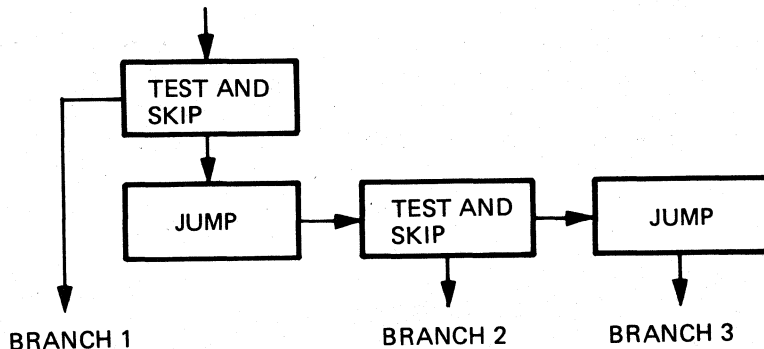 TEST AND
SKIP
JUMP
TEST AND
SKIP
JUMP
BRANCH 1
BRANCH 2
BRANCH 3